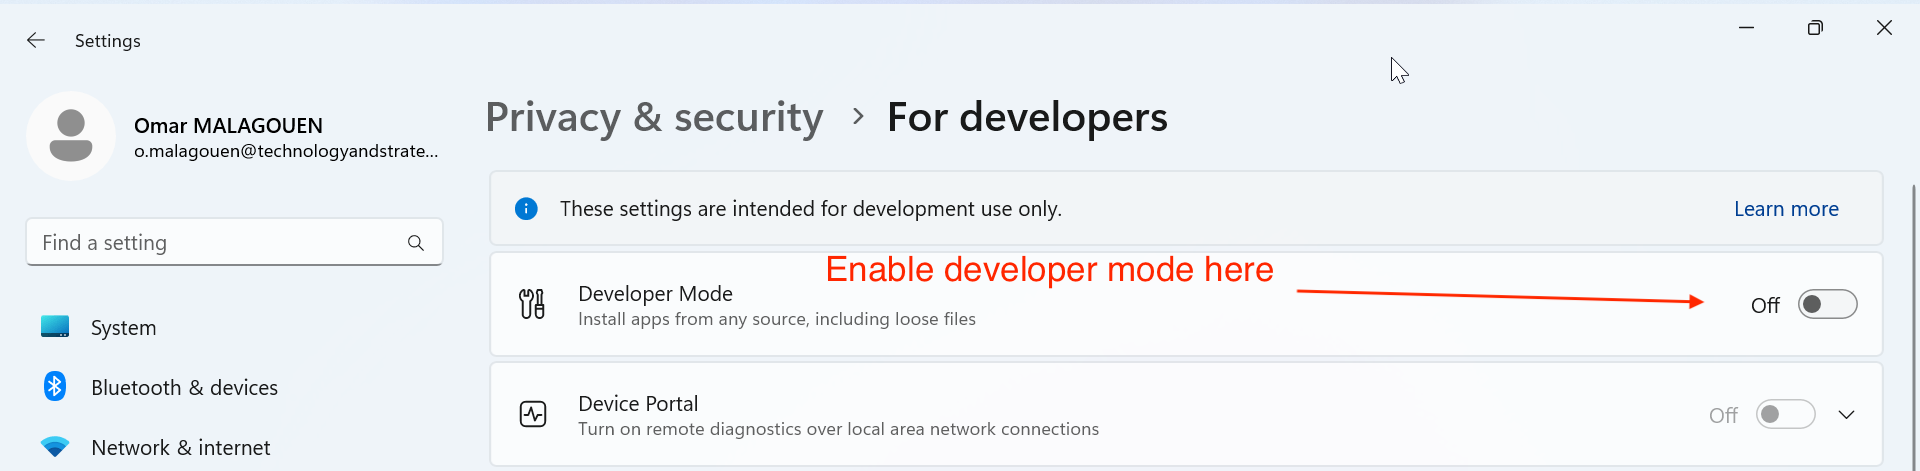 Settings
Omar MALAGOUEN
o.malagouen@technologyandstrate...
Find a setting
System
Bluetooth & devices
Network & internet
Privacy & security > For developers
These settings are intended for development use only.
Learn more
Enable developer mode here
Developer Mode
Install apps from any source, including loose files
Off
Device Portal
Turn on remote diagnostics over local area network connections
Off